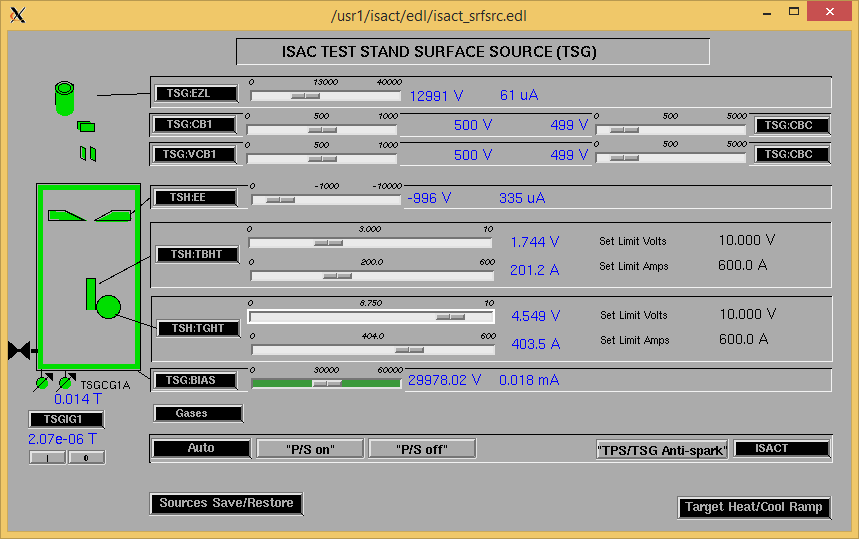 /usr1/isact/edl/isact_srfsrc.edl
ISAC TEST STAND SURFACE SOURCE (TSG)
0 13000 40000
TSG:EZL 12991 V 61 uA
0 500 1000 0 500 5000
TSG:CB1 500 V 499 V TSG:CBC
0 500 1000 0 500 5000
TSG:VCB1 500 V 499 V TSG:CBC
0 -1000 -10000
TSH:EE -996 V 335 uA
0 3.000 10
1.744 V Set Limit Volts 10.000 V
TSH:TBHT
0 200.0 600
201.2 A Set Limit Amps 600.0 A
0 8.750 10
4.549 V Set Limit Volts 10.000 V
TSH:TGHT
0 404.0 600
403.5 A Set Limit Amps 600.0 A
0 30000 60000
TSG:BIAS 29978.02 V 0.018 mA
TSGCG1A
0.014 T
Gases
TSGIG1
2.07e-06 T
I 0
Auto "P/S on" "P/S off" "TPS/TSG Anti-spark" ISACT
Sources Save/Restore Target Heat/Cool Ramp